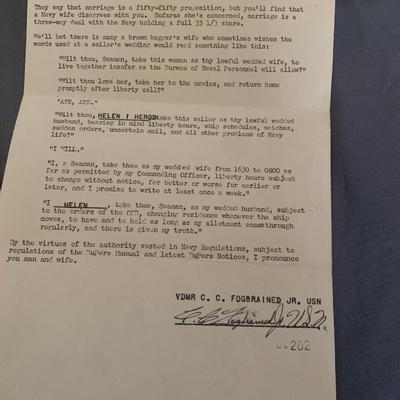 They say that marriage is a fifty-fifty proposition, but you'll find that
a Navy wife disagrees with you. Sofaras she's concerned, marriage is a
three-way deal with the Navy holding a full 33 1/3 share.
We'll bet there is many a brown bagger's wife who sometimes wishes the
words used at a sailor's wedding would read something like this:
"Wilt thou, Seaman, take this woman as thy lawful wedded wife, to
live together insofar as the Bureau of Naval Personnel will allow?"
"Wilt thou love her, take her to the movies, and return home
promptly after liberty call?"
"AYE, AYE."
"Wilt thou, HELEN I HEROD take this sailor as thy lawful wedded
husband, bearing in mind liberty hours, ship schedules, watches,
sudden orders, uncertain mail, and all other problems of Navy
life?"
"I WILL."
"I, a Seaman, take thee as my wedded wife from 1630 to 0800 as
far as permitted by my Commanding Officer, liberty hours subject
to change without notice, for better or worse for earlier or
later, and I promise to write at least once a week."
"I HELEN, take thee, Seaman, as my wedded husband, subject
to the orders of the OOD, changing residence whenever the ship
moves, to have and to hold as long as my allotment comes through
regularly, and there is given my troth."
By the virtues of the authority vested in Navy Regulations, subject to
regulations of the BuPers Manual and latest BuPers Notices, I pronounce
you man and wife.
VDMR C. C. FOGBRAINED JR. USN
C C Fogbrained Jr. U.S.N.
202